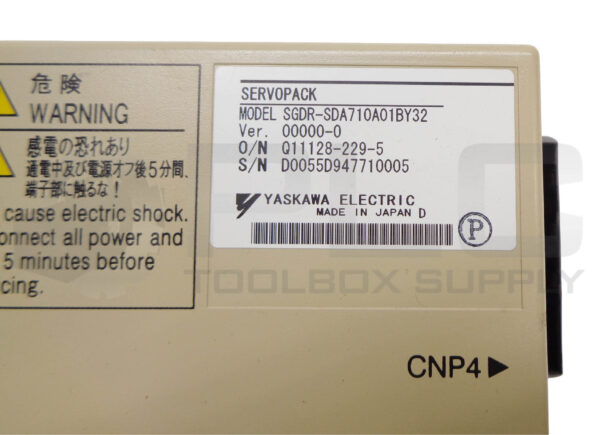 危険
WARNING
感電の恐れあり
通電中及び電源オフ後5分間、
端子部に触るな!
cause electric shock.
onnect all power and
5 minutes before
cing.
SERVOPACK
MODEL SGDR-SDA710A01BY32
Ver. 00000-0
O/N Q11128-229-5
S/N D0055D947710005
YASKAWA ELECTRIC
MADE IN JAPAN D
P
CNP4►
PLC
TOOLBOX SUPPLY